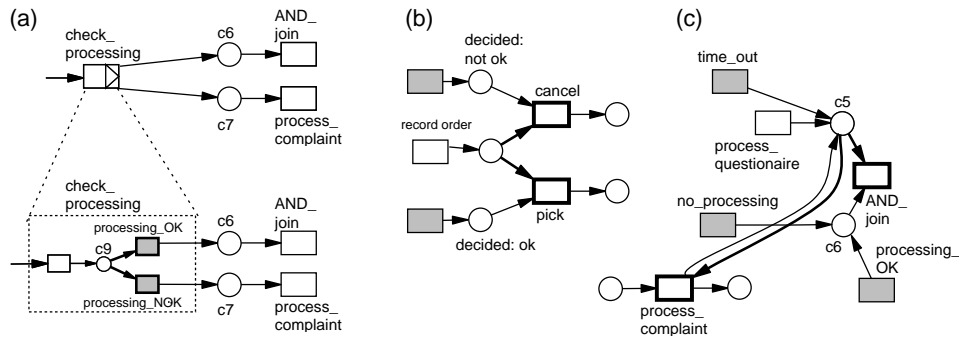 (a)
check_
processing
c6
AND_
join
c7
process_
complaint
check_
processing
processing_OK
c9
processing_NOK
c6
AND_
join
c7
process_
complaint
(b)
decided:
not ok
cancel
record order
pick
decided: ok
(c)
time_out
c5
process_
questionaire
no_processing
AND_
join
c6
processing_
OK
process_
complaint